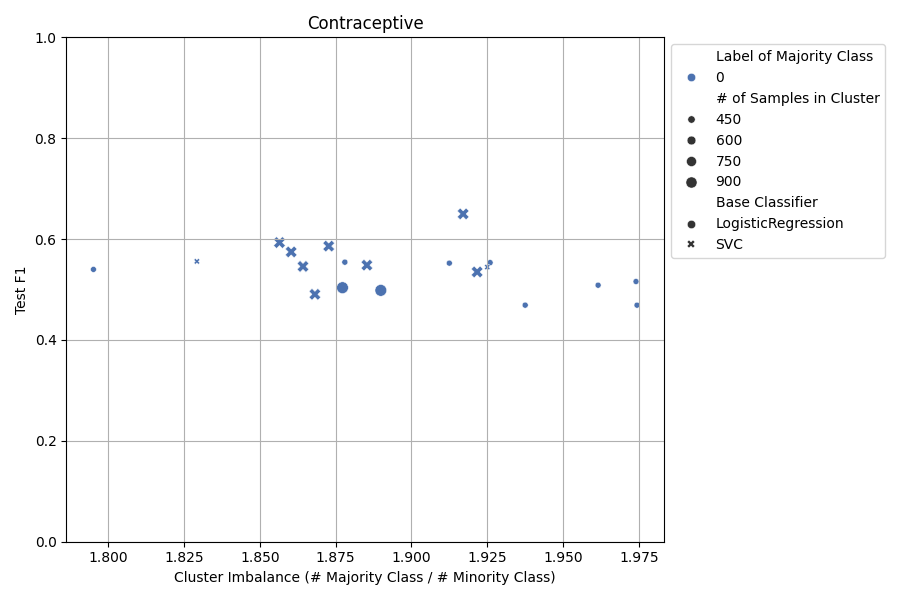 Contraceptive
Test F1
1.0
0.8
0.6
0.4
0.2
0.0
1.800 1.825 1.850 1.875 1.900 1.925 1.950 1.975
Cluster Imbalance (# Majority Class / # Minority Class)
Label of Majority Class
0
# of Samples in Cluster
450
600
750
900
Base Classifier
LogisticRegression
SVC